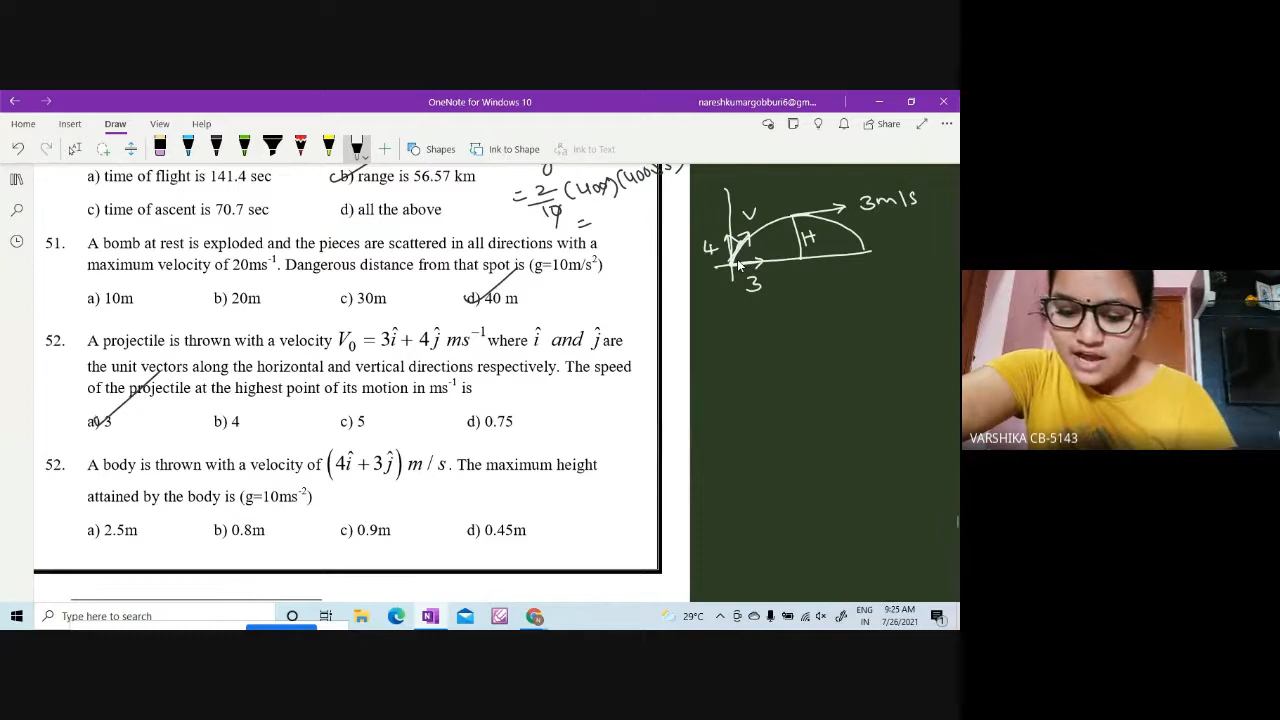 OneNote for Windows 10
nareshkumargobburi6@gm...
Home Insert Draw View Help
Share
Shapes Ink to Shape Ink to Text
a) time of flight is 141.4 sec b) range is 56.57 km
c) time of ascent is 70.7 sec d) all the above
= 2/10 (400)
=
51. A bomb at rest is exploded and the pieces are scattered in all directions with a
maximum velocity of 20ms⁻¹. Dangerous distance from that spot is (g=10m/s²)
a) 10m b) 20m c) 30m d) 40 m
52. A projectile is thrown with a velocity V₀ = 3î + 4ĵ ms⁻¹ where î and ĵ are
the unit vectors along the horizontal and vertical directions respectively. The speed
of the projectile at the highest point of its motion in ms⁻¹ is
a) 3 b) 4 c) 5 d) 0.75
52. A body is thrown with a velocity of (4î + 3ĵ) m / s. The maximum height
attained by the body is (g=10ms⁻²)
a) 2.5m b) 0.8m c) 0.9m d) 0.45m
3m/s
V
4
H
3
VARSHIKA CB-5143
Type here to search
29°C
ENG
IN
9:25 AM
7/26/2021
1